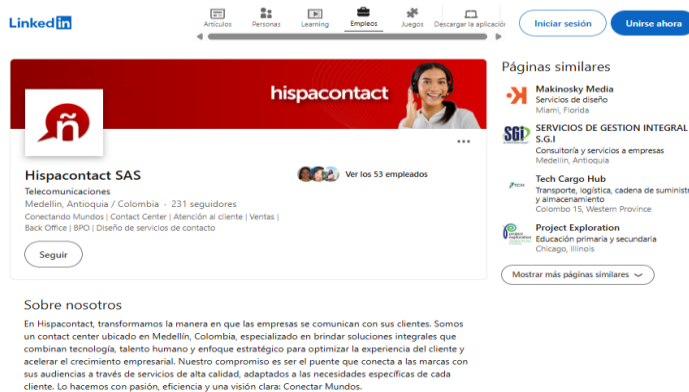 Linked in
Artículos
Personas
Learning
Empleos
Juegos
Descargar la aplicación
Iniciar sesión
Unirse ahora
hispacontact
ñ
Hispacontact SAS
Telecomunicaciones
Medellin, Antioquia / Colombia · 231 seguidores
Conectando Mundos | Contact Center | Atención al cliente | Ventas |
Back Office | BPO | Diseño de servicios de contacto
Ver los 53 empleados
Seguir
Sobre nosotros
En Hispacontact, transformamos la manera en que las empresas se comunican con sus clientes. Somos
un contact center ubicado en Medellín, Colombia, especializado en brindar soluciones integrales que
combinan tecnología, talento humano y enfoque estratégico para optimizar la experiencia del cliente y
acelerar el crecimiento empresarial. Nuestro compromiso es ser el puente que conecta a las marcas con
sus audiencias a través de servicios de alta calidad, adaptados a las necesidades específicas de cada
cliente. Lo hacemos con pasión, eficiencia y una visión clara: Conectar Mundos.
Páginas similares
Makinosky Media
Servicios de diseño
Miami, Florida
SGI
SERVICIOS DE GESTION INTEGRAL
S.G.I
Consultoría y servicios a empresas
Medellin, Antioquia
Tech Cargo Hub
Transporte, logística, cadena de suministr
y almacenamiento
Colombo 15, Western Province
Project Exploration
Educación primaria y secundaria
Chicago, Illinois
Mostrar más páginas similares